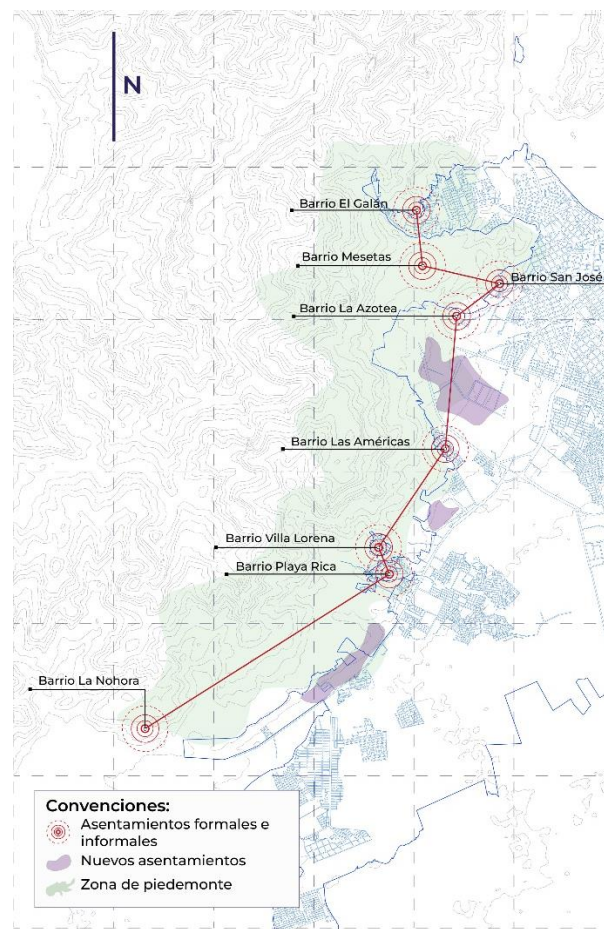 N
Barrio El Galán
Barrio Mesetas
Barrio San José
Barrio La Azotea
Barrio Las Américas
Barrio Villa Lorena
Barrio Playa Rica
Barrio La Nohora
Convenciones:
Asentamientos formales e
informales
Nuevos asentamientos
Zona de piedemonte